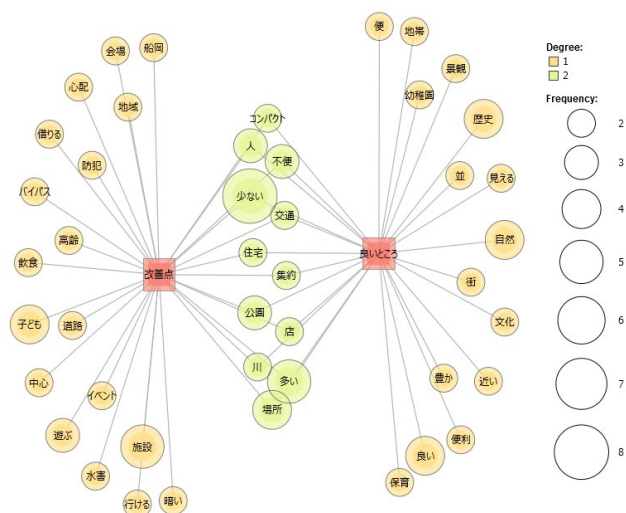 会場
船岡
心配
地域
借りる
防犯
バイパス
高齢
飲食
改善点
子ども
道路
中心
イベント
遊ぶ
施設
水害
行ける
暗い
コンパクト
人
不便
少ない
交通
住宅
集約
公園
店
川
多い
場所
便
地帯
景観
幼稚園
歴史
並
見える
自然
良いところ
街
文化
豊か
近い
便利
良い
保育
Degree:
1
2
Frequency:
2
3
4
5
6
7
8